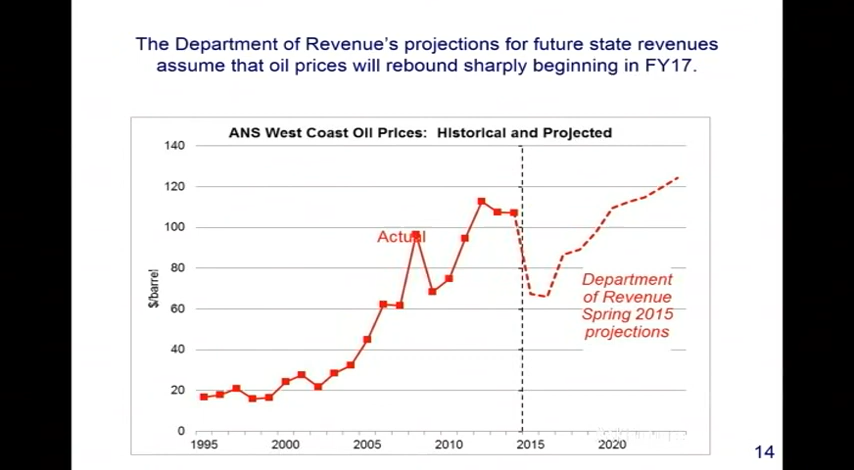 The Department of Revenue's projections for future state revenues
assume that oil prices will rebound sharply beginning in FY17.
ANS West Coast Oil Prices: Historical and Projected
140
120
100
80
60
40
20
0
$/barrel
Actual
Department
of Revenue
Spring 2015
projections
1995
2000
2005
2010
2015
2020
14